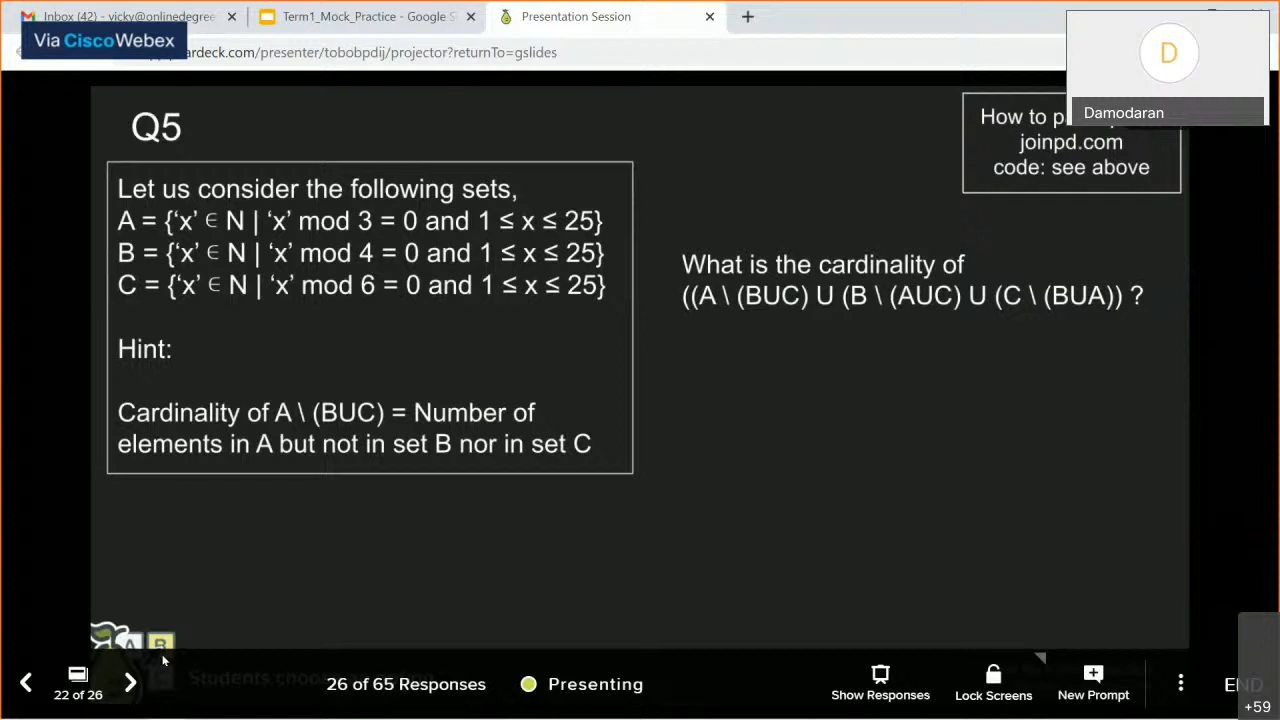 Inbox (42) - vicky@onlinedegree
Term1_Mock_Practice - Google S
Presentation Session
Via Cisco Webex
ardeck.com/presenter/tobobpdij/projector?returnTo=gslides
D
Damodaran
Q5
How to p
joinpd.com
code: see above
Let us consider the following sets,
A = {‘x’ ∈ N | ‘x’ mod 3 = 0 and 1 ≤ x ≤ 25}
B = {‘x’ ∈ N | ‘x’ mod 4 = 0 and 1 ≤ x ≤ 25}
C = {‘x’ ∈ N | ‘x’ mod 6 = 0 and 1 ≤ x ≤ 25}
Hint:
Cardinality of A \ (BUC) = Number of
elements in A but not in set B nor in set C
What is the cardinality of
((A \ (BUC) U (B \ (AUC) U (C \ (BUA)) ?
A B
Students choose
22 of 26
26 of 65 Responses
Presenting
Show Responses
Lock Screens
New Prompt
END
+59